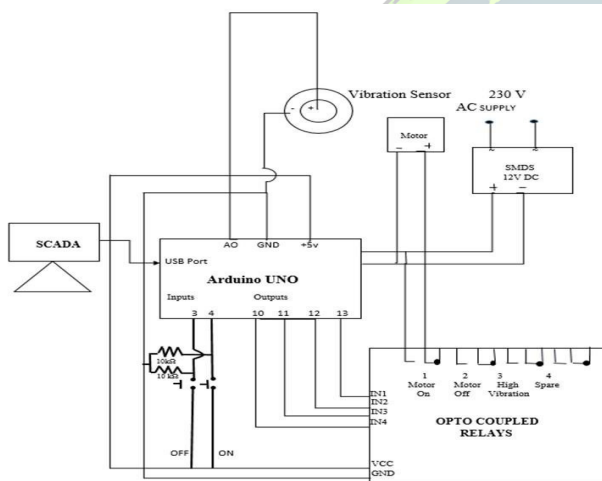 Vibration Sensor
230 V
AC SUPPLY
- +
Motor
- +
~ ~
SMDS
12V DC
+ -
SCADA
AO GND +5v
USB Port
Arduino UNO
Inputs Outputs
3 4 10 11 12 13
10kΩ
10 kΩ
1 2 3 4
Motor Motor High Spare
On Off Vibration
IN1
IN2
IN3
IN4
OPTO COUPLED
RELAYS
OFF ON
VCC
GND